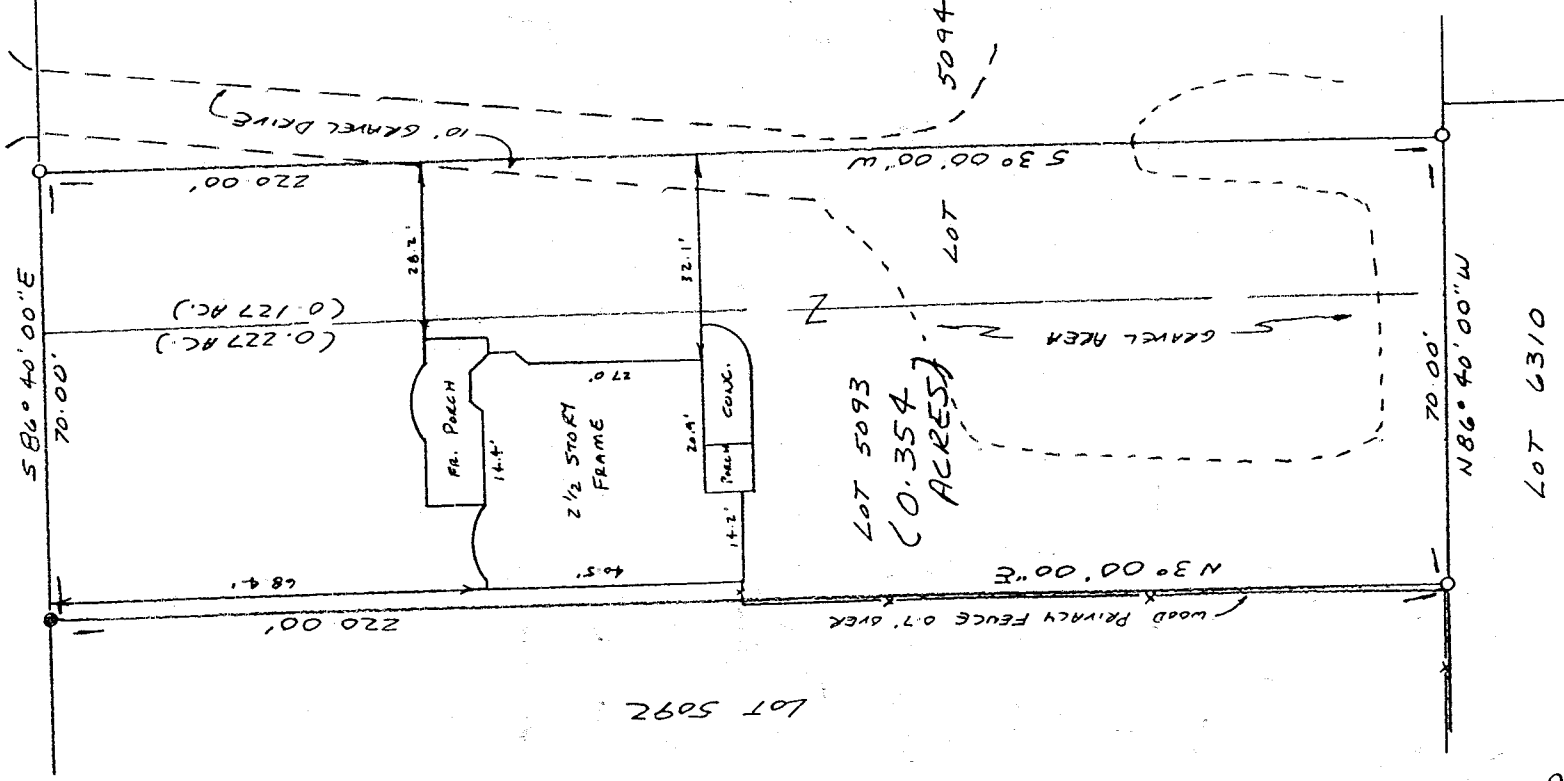 S 86° 40' 00" E
70.00'
220.00'
10' GRAVEL DRIVE
S 3° 00' 00" W
LOT 5094
(0.127 AC.)
(0.227 AC.)
28.2'
32.1'
FR. PORCH
14.4'
27.0'
2 1/2 STORY
FRAME
20.9'
PORCH
CONC.
14.2'
68.4'
40.5'
GRAVEL AREA
LOT 5093
(0.354
ACRES)
N 3° 00' 00" E
WOOD PRIVACY FENCE 0.7' OVER
220.00'
70.00'
N 86° 40' 00" W
LOT 6310
LOT 5092